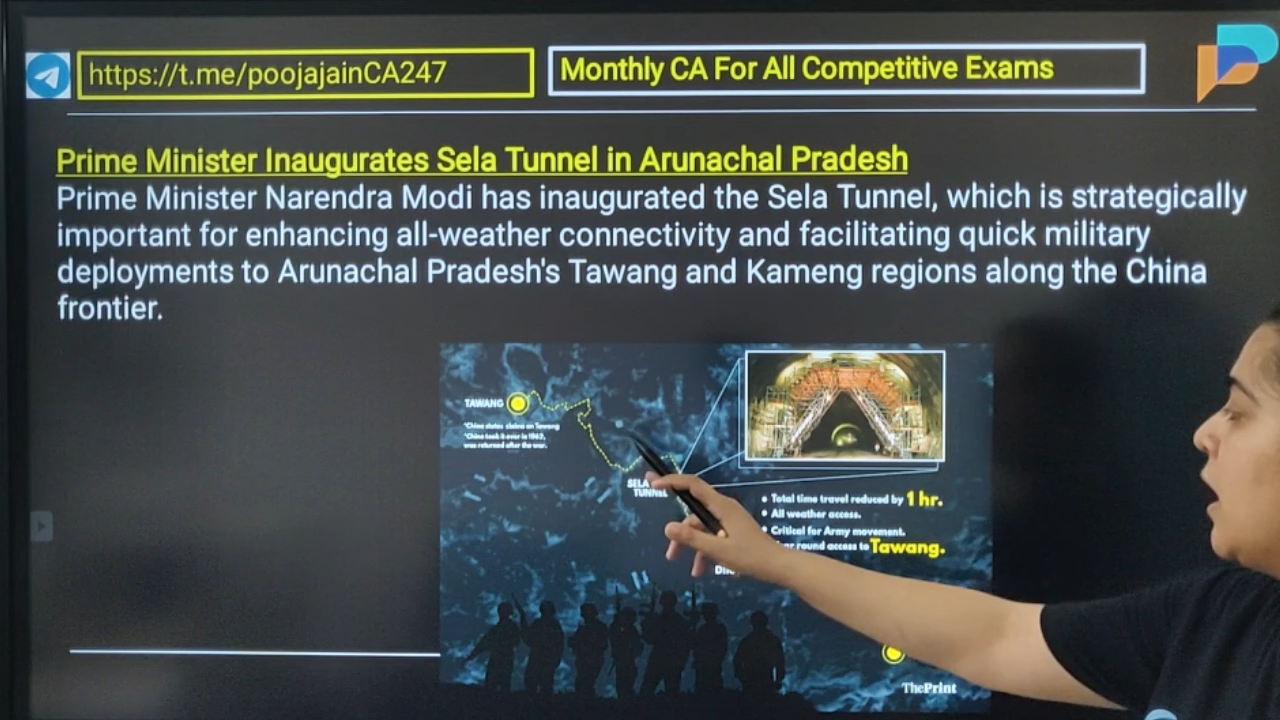 https://t.me/poojajainCA247
Monthly CA For All Competitive Exams
Prime Minister Inaugurates Sela Tunnel in Arunachal Pradesh
Prime Minister Narendra Modi has inaugurated the Sela Tunnel, which is strategically
important for enhancing all-weather connectivity and facilitating quick military
deployments to Arunachal Pradesh's Tawang and Kameng regions along the China
frontier.
TAWANG
*China states claims on Tawang
*China took it over in 1962,
was returned after the war.
SELA
TUNNEL
• Total time travel reduced by 1 hr.
• All weather access.
• Critical for Army movement.
round access to Tawang.
ThePrint